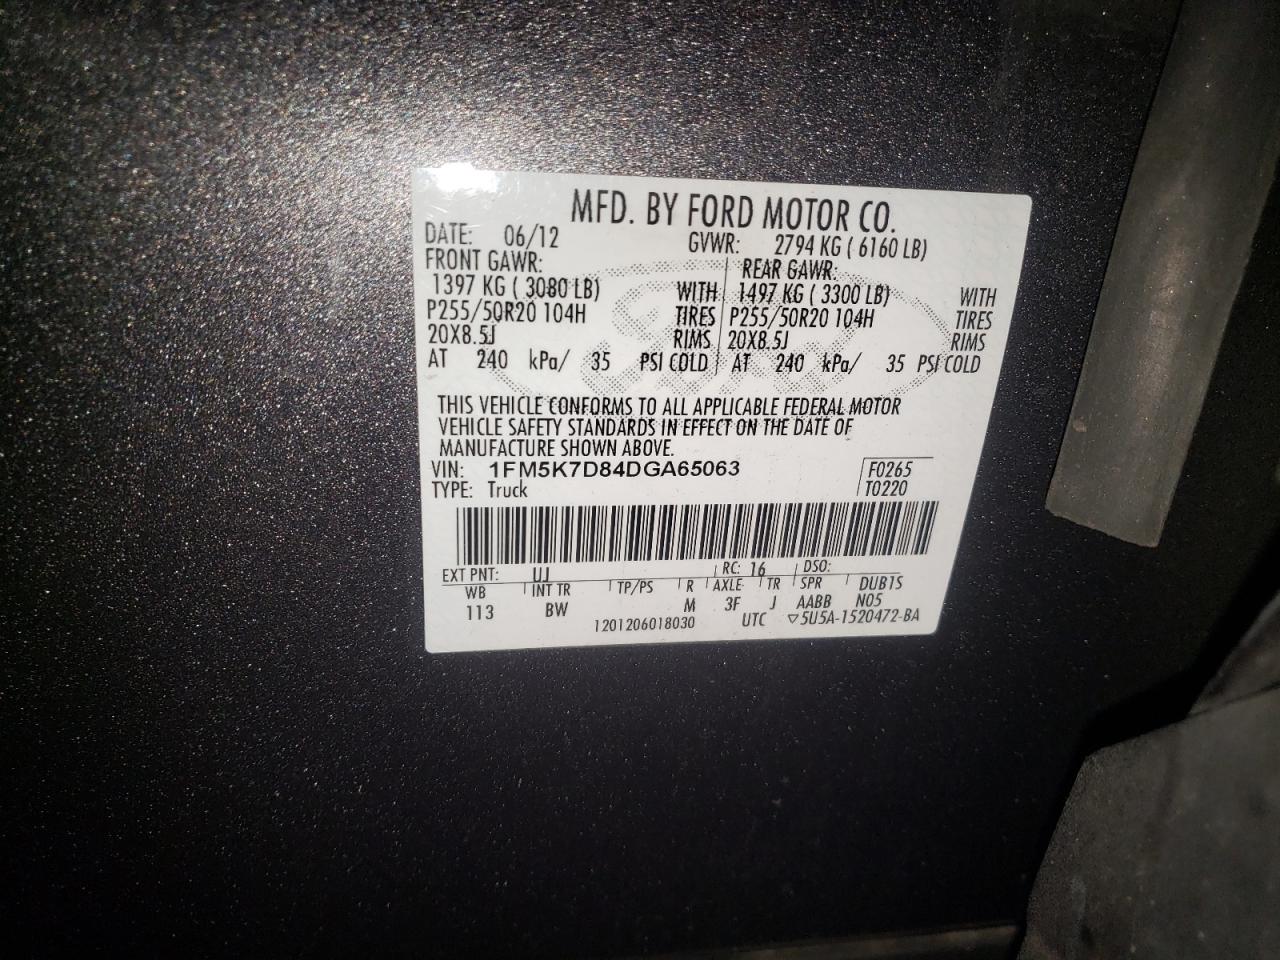 MFD. BY FORD MOTOR CO.
DATE: 06/12 GVWR: 2794 KG ( 6160 LB)
FRONT GAWR: REAR GAWR:
1397 KG ( 3080 LB) WITH 1497 KG ( 3300 LB) WITH
P255/50R20 104H TIRES P255/50R20 104H TIRES
20X8.5J RIMS 20X8.5J RIMS
AT 240 kPa/ 35 PSI COLD AT 240 kPa/ 35 PSI COLD
THIS VEHICLE CONFORMS TO ALL APPLICABLE FEDERAL MOTOR
VEHICLE SAFETY STANDARDS IN EFFECT ON THE DATE OF
MANUFACTURE SHOWN ABOVE.
VIN: 1FM5K7D84DGA65063 F0265
TYPE: Truck T0220
EXT PNT: UJ RC: 16 DSO:
WB INT TR TP/PS R AXLE TR SPR DUB1S
113 BW M 3F J AABB N05
1201206018030 UTC ▽5U5A-1520472-BA